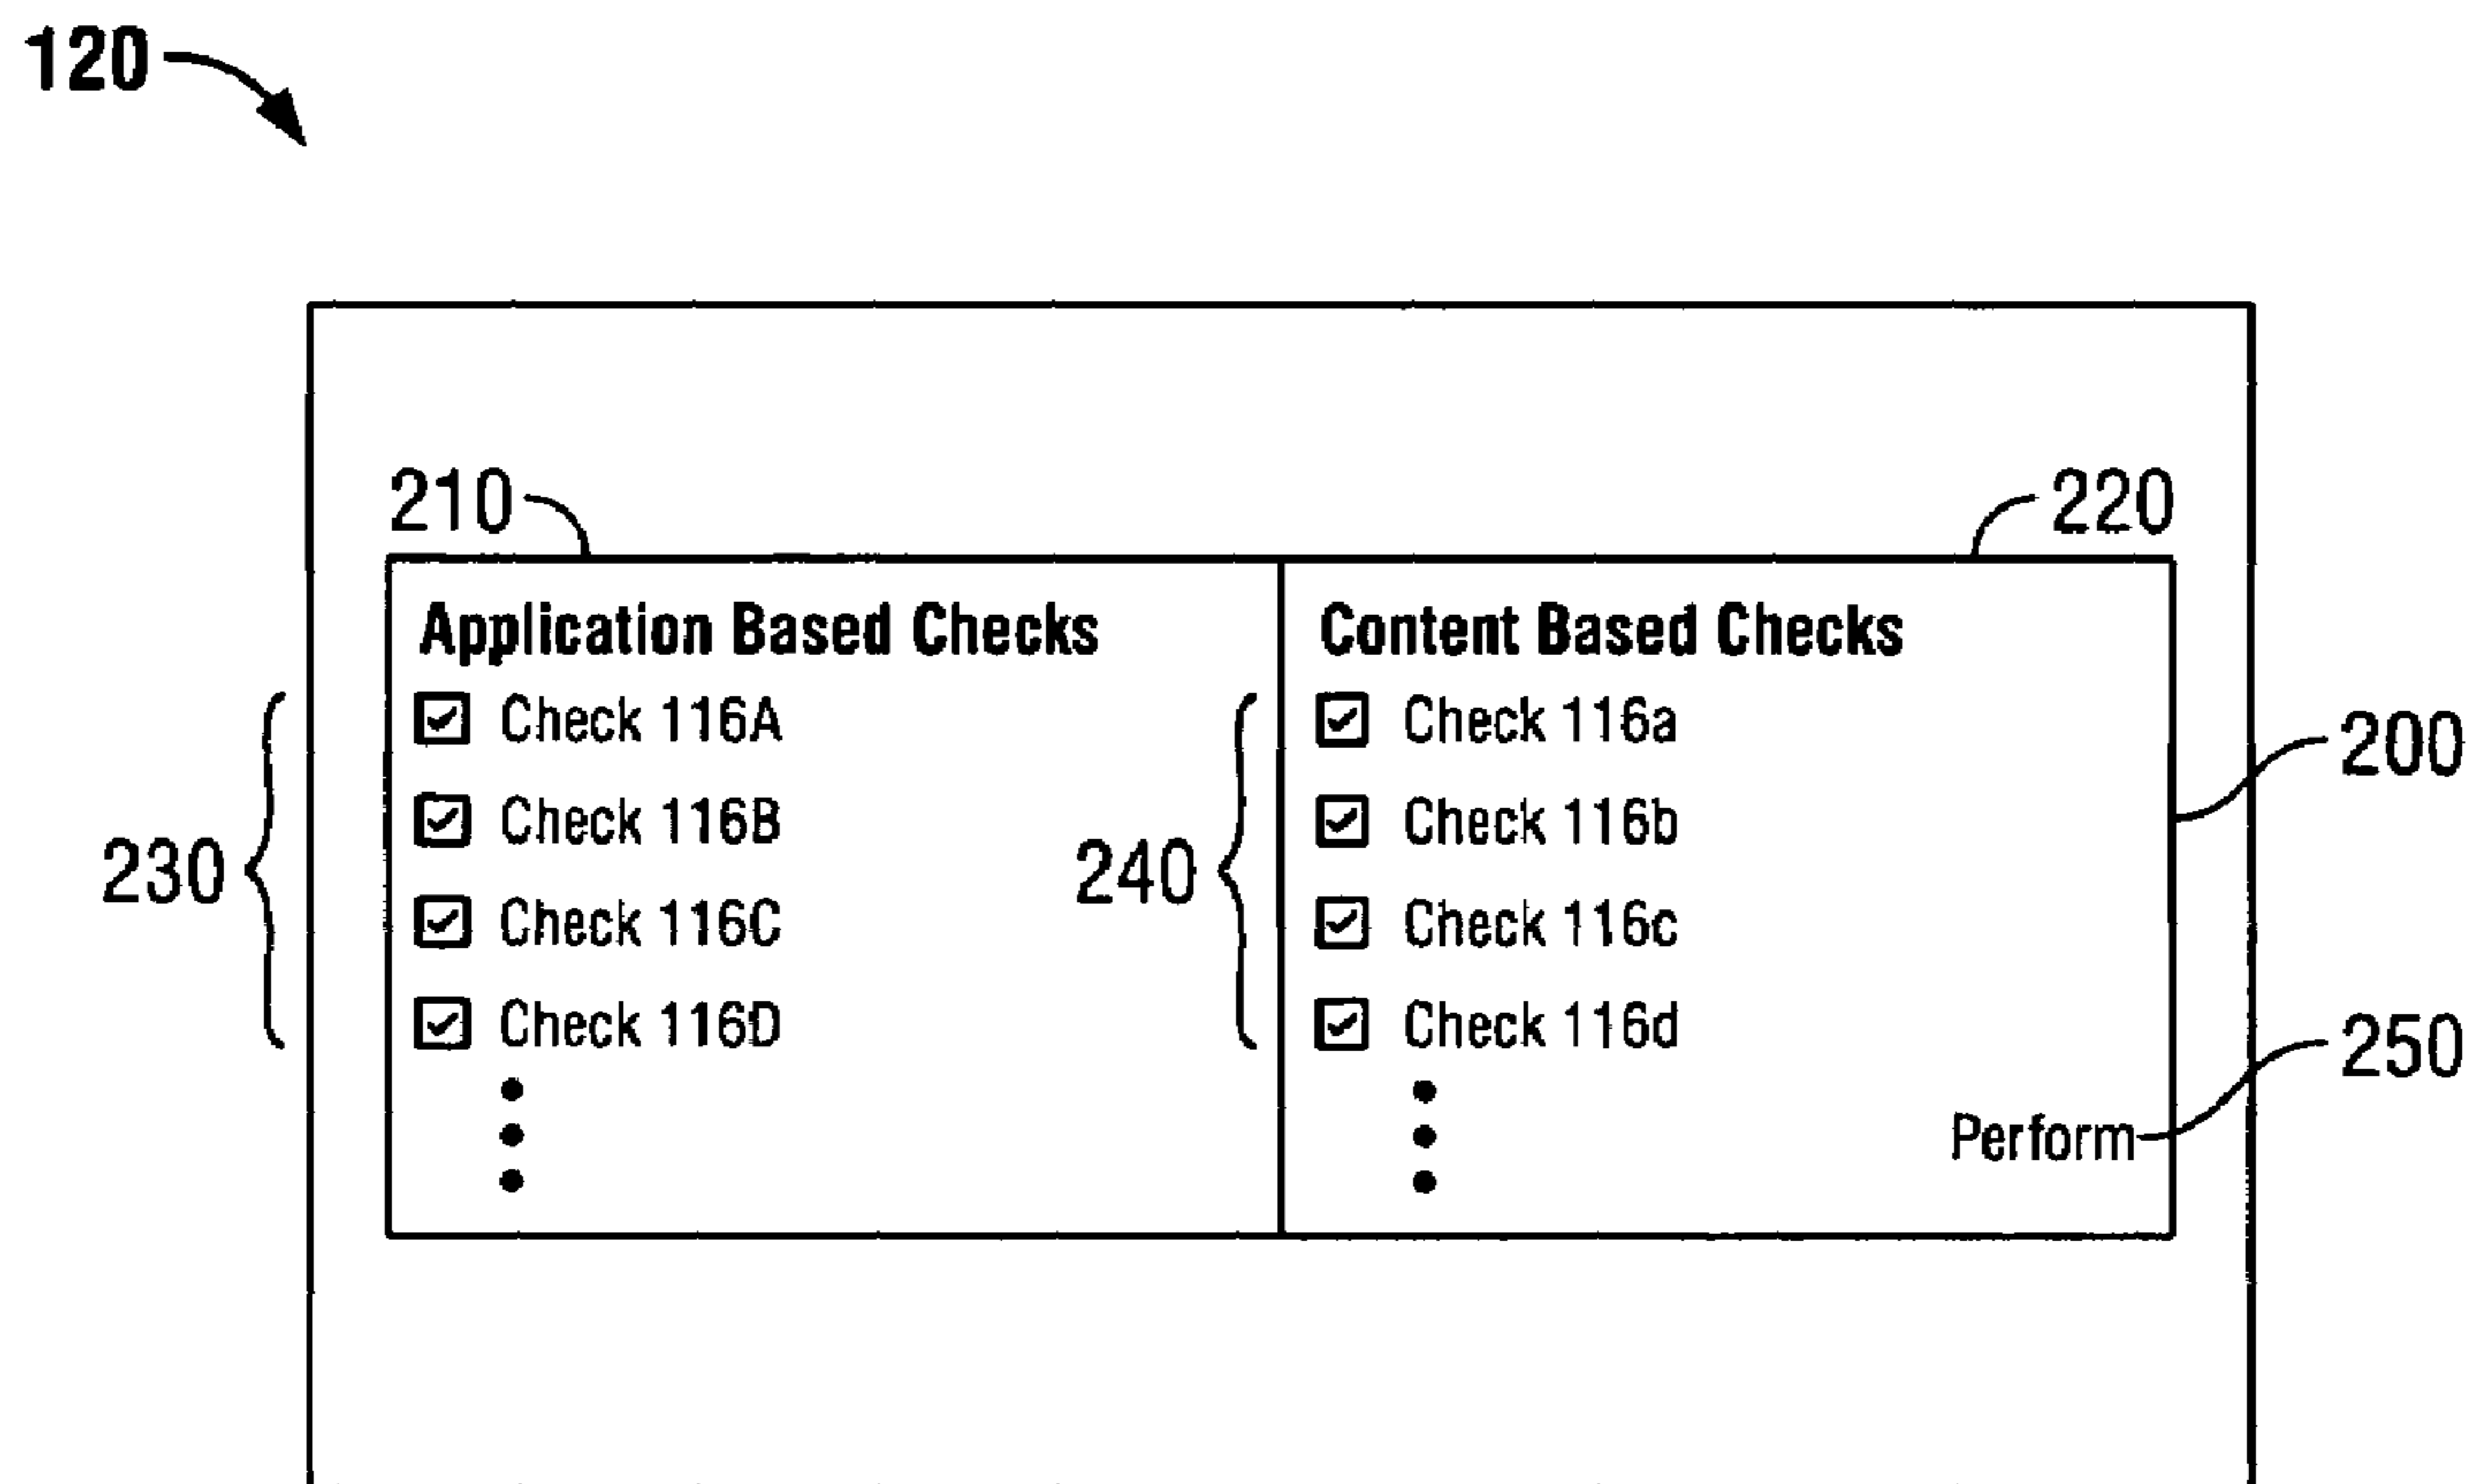 120
210
220
Application Based Checks
Content Based Checks
Check 116A
Check 116B
Check 116C
Check 116D
Check 116a
Check 116b
Check 116c
Check 116d
Perform
230
240
200
250